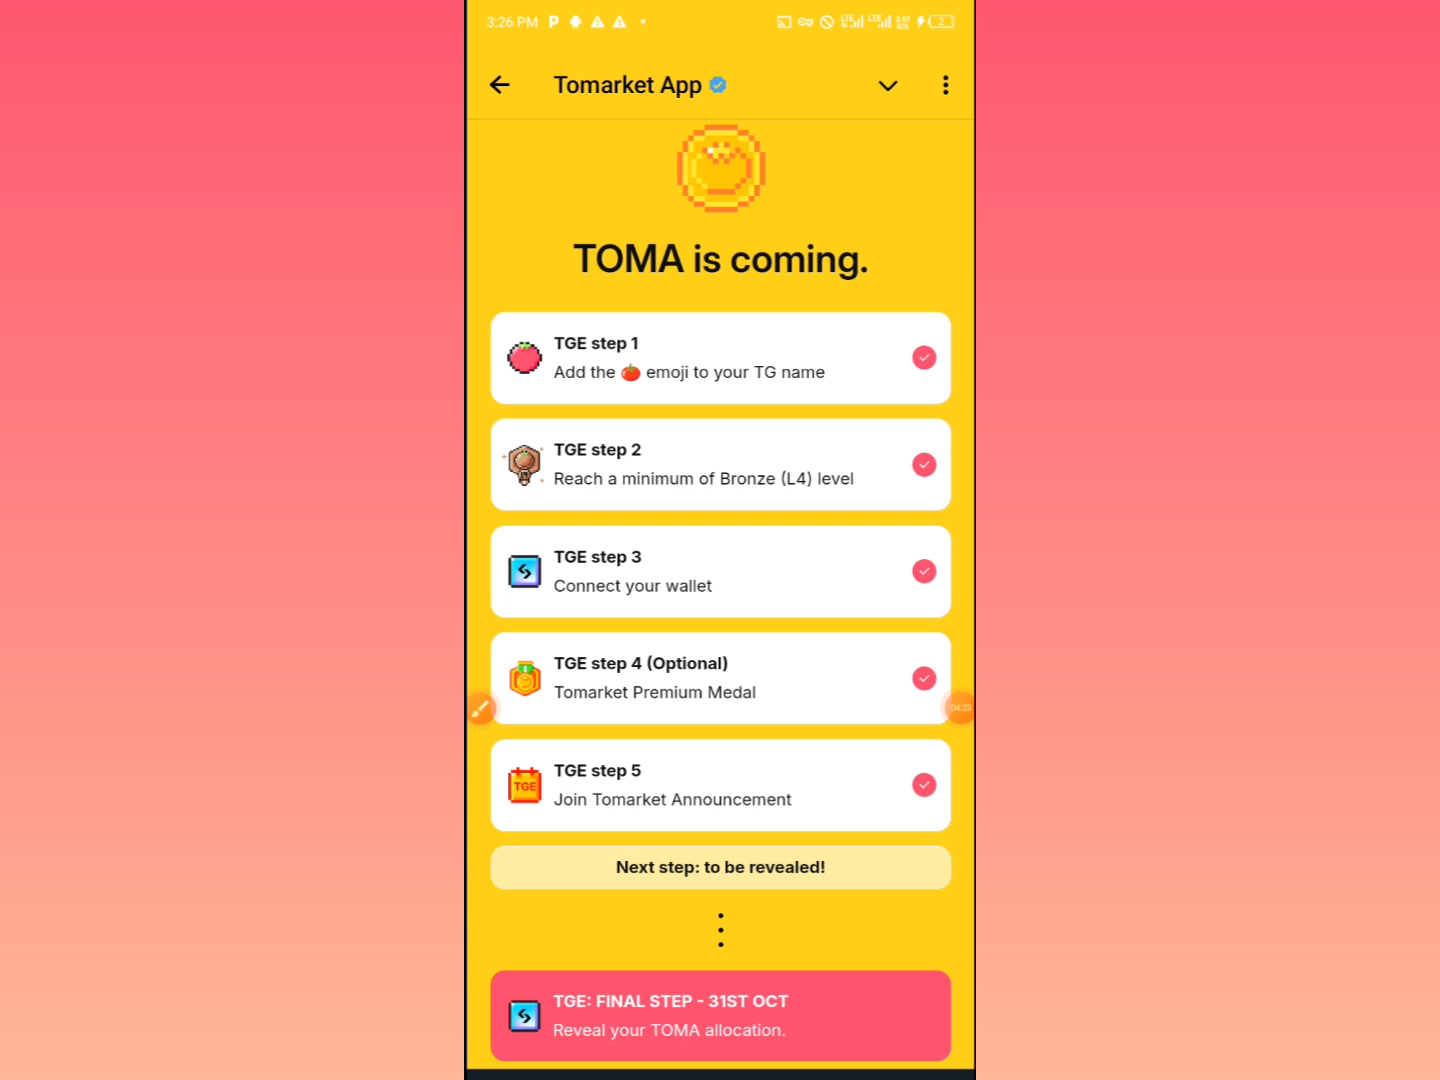 3:26 PM
Tomarket App
TOMA is coming.
TGE step 1
Add the 🍅 emoji to your TG name
TGE step 2
Reach a minimum of Bronze (L4) level
TGE step 3
Connect your wallet
TGE step 4 (Optional)
Tomarket Premium Medal
04:23
TGE step 5
TGE
Join Tomarket Announcement
Next step: to be revealed!
TGE: FINAL STEP - 31ST OCT
Reveal your TOMA allocation.